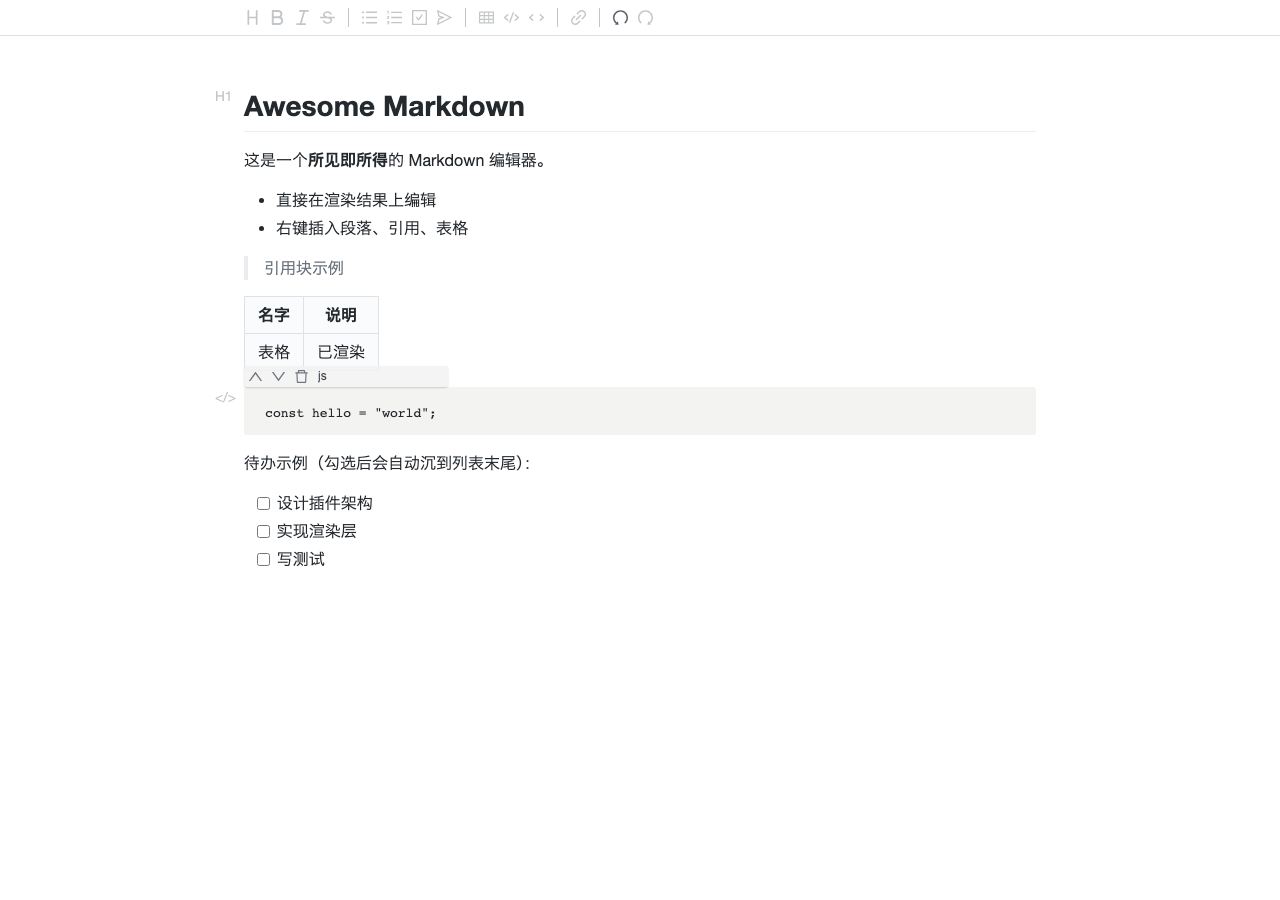 H1
Awesome Markdown
这是一个所见即所得的 Markdown 编辑器。
直接在渲染结果上编辑
右键插入段落、引用、表格
引用块示例
名字 说明
表格 已渲染
js
</>
const hello = "world";
待办示例（勾选后会自动沉到列表末尾）：
设计插件架构
实现渲染层
写测试